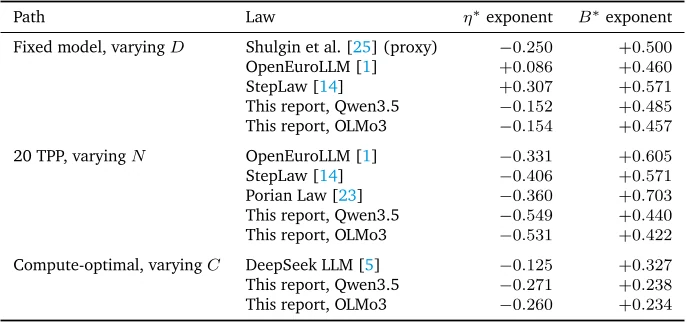 Path Law η* exponent B* exponent
Fixed model, varying D Shulgin et al. [25] (proxy) −0.250 +0.500
OpenEuroLLM [1] +0.086 +0.460
StepLaw [14] +0.307 +0.571
This report, Qwen3.5 −0.152 +0.485
This report, OLMo3 −0.154 +0.457
20 TPP, varying N OpenEuroLLM [1] −0.331 +0.605
StepLaw [14] −0.406 +0.571
Porian Law [23] −0.360 +0.703
This report, Qwen3.5 −0.549 +0.440
This report, OLMo3 −0.531 +0.422
Compute-optimal, varying C DeepSeek LLM [5] −0.125 +0.327
This report, Qwen3.5 −0.271 +0.238
This report, OLMo3 −0.260 +0.234